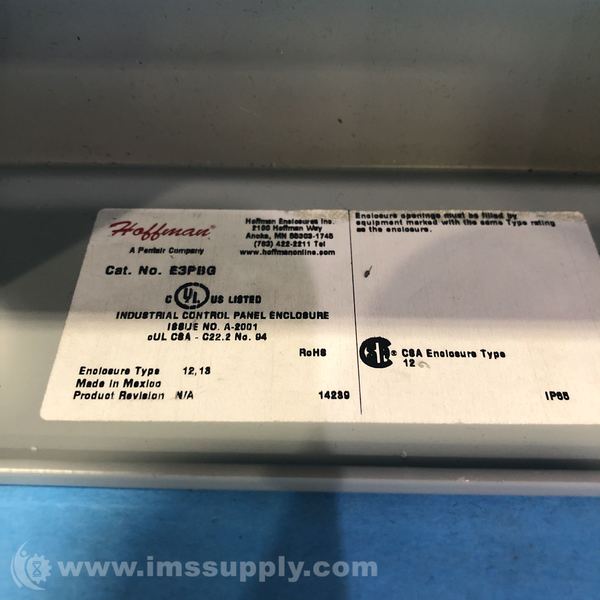 Hoffman®
A Pentair Company
Hoffman Enclosures Inc.
2100 Hoffman Way
Anoka, MN 55303-1745
(763) 422-2211 Tel
www.hoffmanonline.com
Cat. No. E3PBG
C UL US LISTED
INDUSTRIAL CONTROL PANEL ENCLOSURE
ISSUE NO. A-2001
cUL CSA - C22.2 No. 94
RoHS
Enclosure Type 12,13
Made in Mexico
Product Revision N/A
14239
Enclosure openings must be filled by
equipment marked with the same Type rating
as the enclosure.
® CSA Enclosure Type
12
IP65
www.imssupply.com